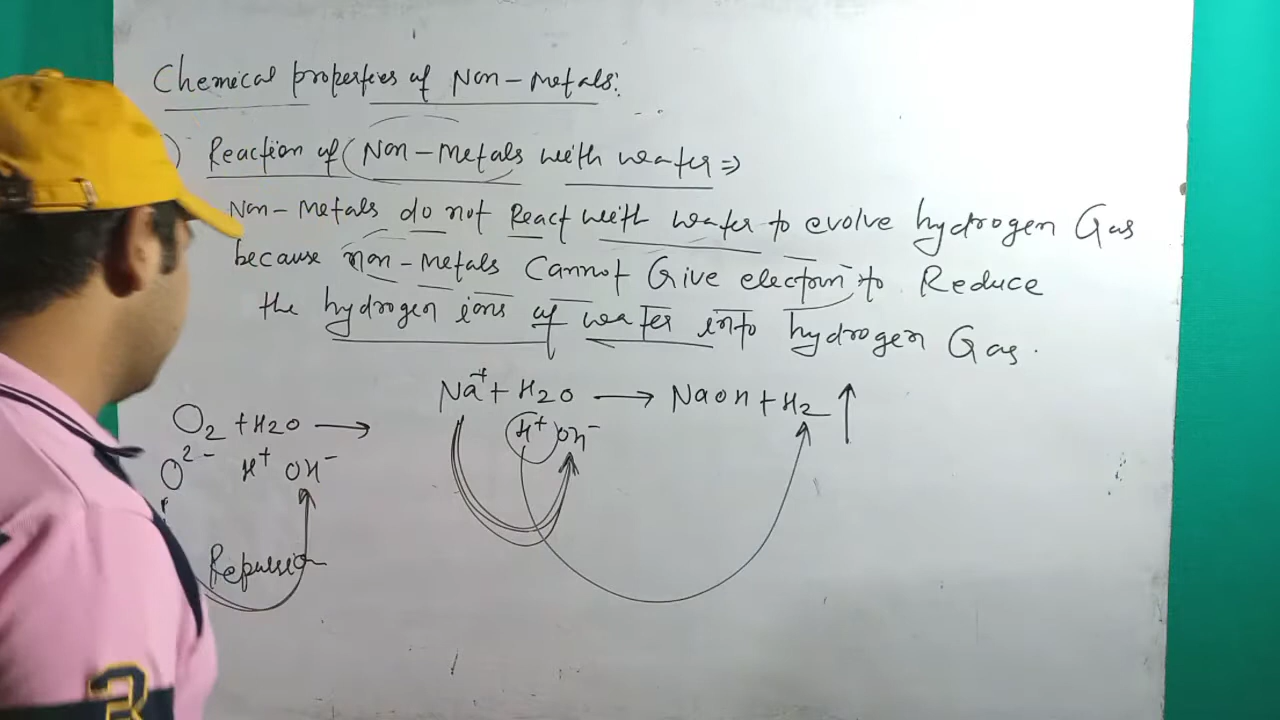 Chemical properties of Non-metals:
) Reaction of (Non-metals with water ⇒
Non-metals do not React with water to evolve hydrogen Gas
because non-metals Cannot Give electron to Reduce
the hydrogen ions of water into hydrogen Gas.
Na⁺ + H2O → NaOH + H2 ↑
H⁺ OH⁻
O2 + H2O →
O²⁻ H⁺ OH⁻
Repulsion
3